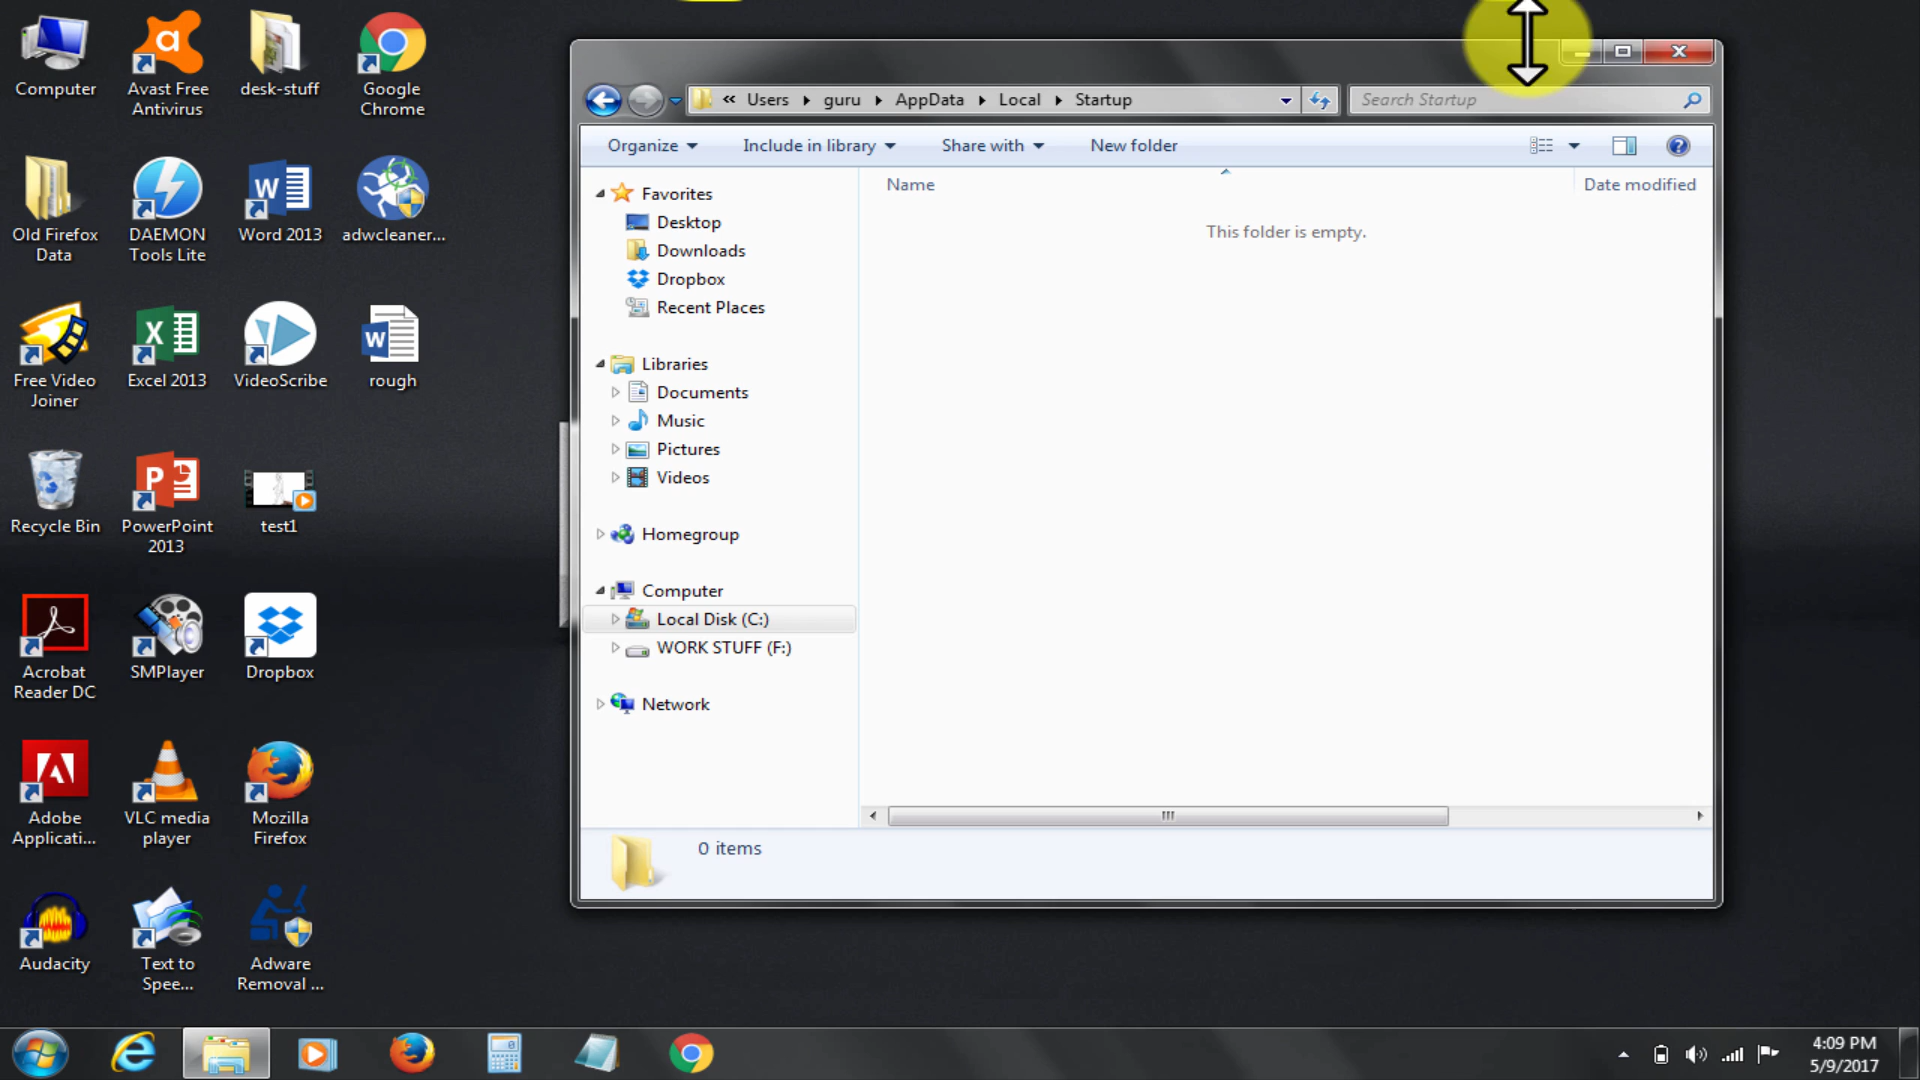 Computer
Avast Free
Antivirus
desk-stuff
Google
Chrome
Old Firefox
Data
DAEMON
Tools Lite
Word 2013
adwcleaner...
Free Video
Joiner
Excel 2013
VideoScribe
rough
Recycle Bin
PowerPoint
2013
test1
Acrobat
Reader DC
SMPlayer
Dropbox
Adobe
Applicati...
VLC media
player
Mozilla
Firefox
Audacity
Text to
Spee...
Adware
Removal ...
« Users guru AppData Local Startup
Search Startup
Organize Include in library Share with New folder
Name Date modified
This folder is empty.
Favorites
Desktop
Downloads
Dropbox
Recent Places
Libraries
Documents
Music
Pictures
Videos
Homegroup
Computer
Local Disk (C:)
WORK STUFF (F:)
Network
0 items
4:09 PM
5/9/2017